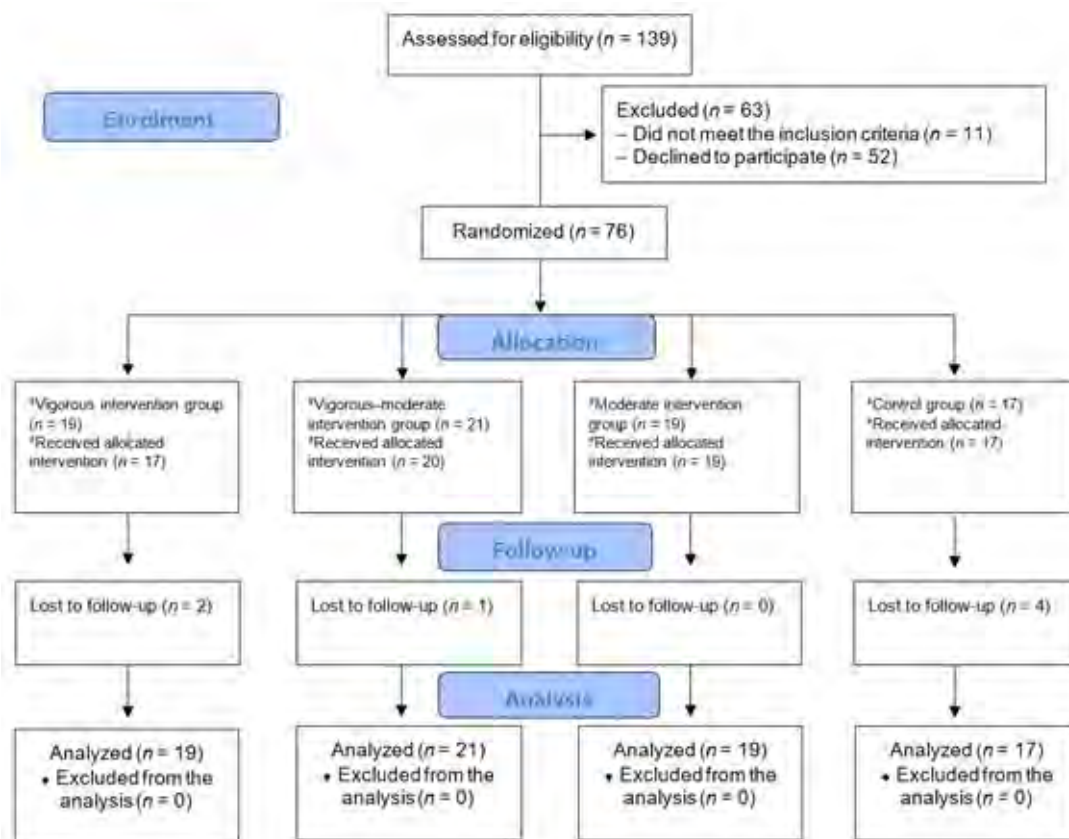 Assessed for eligibility (n = 139)
Enrolment
Excluded (n = 63)
– Did not meet the inclusion criteria (n = 11)
– Declined to participate (n = 52)
Randomized (n = 76)
Allocation
*Vigorous intervention group
(n = 19)
*Received allocated
intervention (n = 17)
*Vigorous–moderate
intervention group (n = 21)
*Received allocated
intervention (n = 20)
*Moderate intervention
group (n = 19)
*Received allocated
intervention (n = 19)
*Control group (n = 17)
*Received allocated
intervention (n = 17)
Follow-up
Lost to follow-up (n = 2)
Lost to follow-up (n = 1)
Lost to follow-up (n = 0)
Lost to follow-up (n = 4)
Analysis
Analyzed (n = 19)
• Excluded from the
analysis (n = 0)
Analyzed (n = 21)
• Excluded from the
analysis (n = 0)
Analyzed (n = 19)
• Excluded from the
analysis (n = 0)
Analyzed (n = 17)
• Excluded from the
analysis (n = 0)